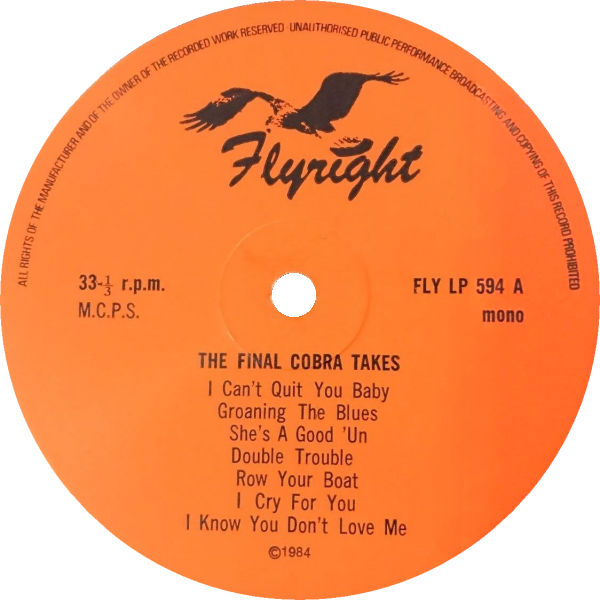 ALL RIGHTS OF THE MANUFACTURER AND OF THE OWNER OF THE RECORDED WORK RESERVED · UNAUTHORISED PUBLIC PERFORMANCE BROADCASTING AND COPYING OF THIS RECORD PROHIBITED
Flyright
33-1/3 r.p.m.
M.C.P.S.
FLY LP 594 A
mono
THE FINAL COBRA TAKES
I Can't Quit You Baby
Groaning The Blues
She's A Good 'Un
Double Trouble
Row Your Boat
I Cry For You
I Know You Don't Love Me
©1984